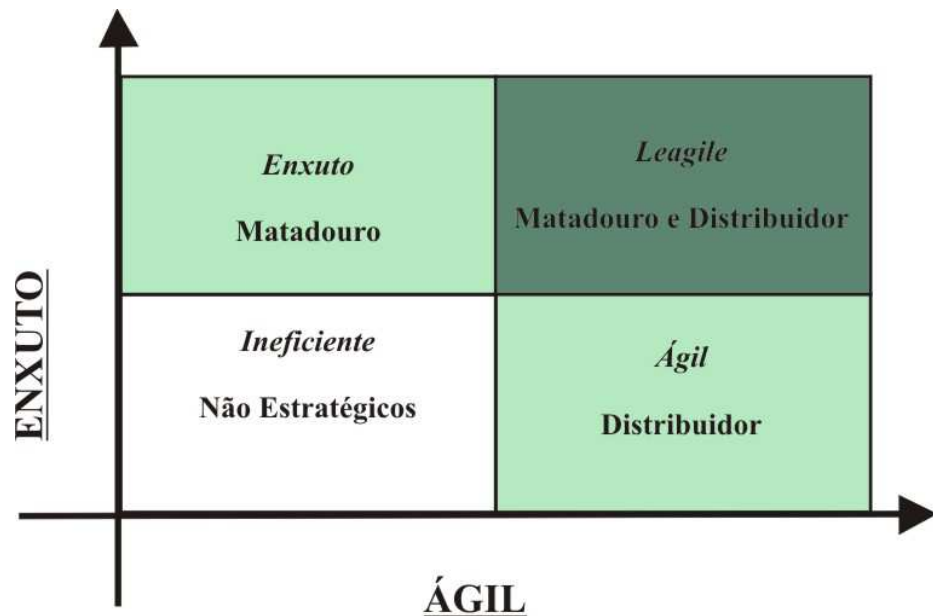 Enxuto
Matadouro
Leagile
Matadouro e Distribuidor
Ineficiente
Não Estratégicos
Ágil
Distribuidor
ENXUTO
ÁGIL